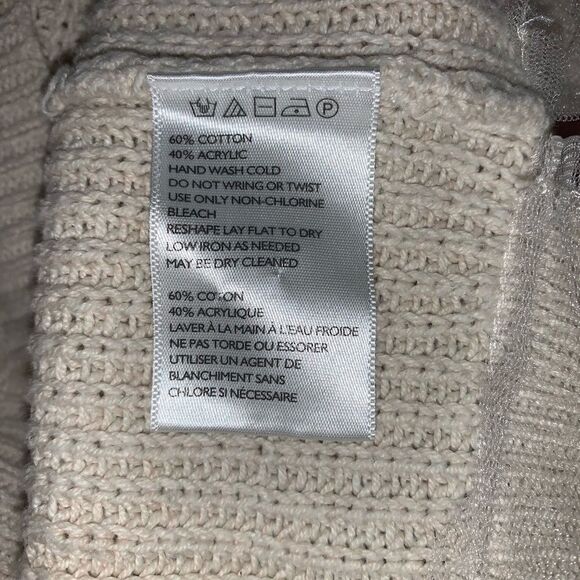 P
60% COTTON
40% ACRYLIC
HAND WASH COLD
DO NOT WRING OR TWIST
USE ONLY NON-CHLORINE
BLEACH
RESHAPE LAY FLAT TO DRY
LOW IRON AS NEEDED
MAY BE DRY CLEANED
60% COTON
40% ACRYLIQUE
LAVER À LA MAIN À L'EAU FROIDE
NE PAS TORDE OU ESSORER
UTILISER UN AGENT DE
BLANCHIMENT SANS
CHLORE SI NÉCESSAIRE